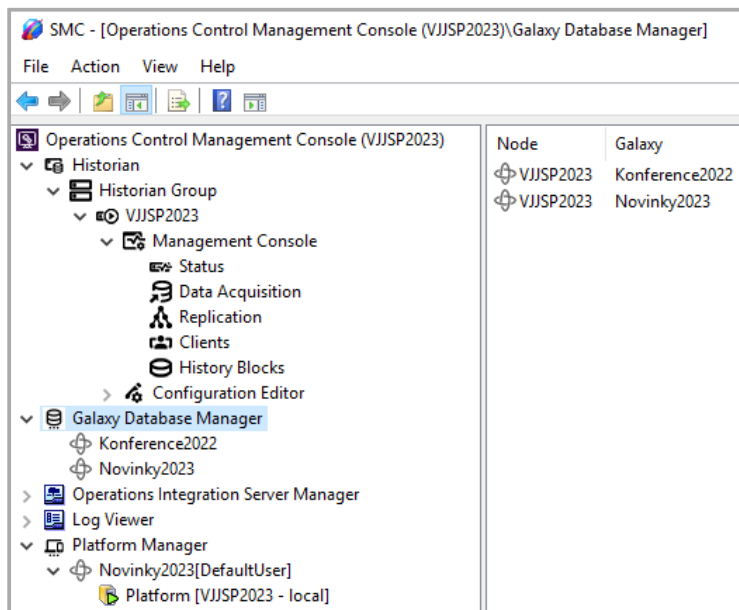 SMC - [Operations Control Management Console (VJJSP2023)\Galaxy Database Manager]
File Action View Help
Operations Control Management Console (VJJSP2023)
Historian
Historian Group
VJJSP2023
Management Console
Status
Data Acquisition
Replication
Clients
History Blocks
Configuration Editor
Galaxy Database Manager
Konference2022
Novinky2023
Operations Integration Server Manager
Log Viewer
Platform Manager
Novinky2023[DefaultUser]
Platform [VJJSP2023 - local]
Node Galaxy
VJJSP2023 Konference2022
VJJSP2023 Novinky2023